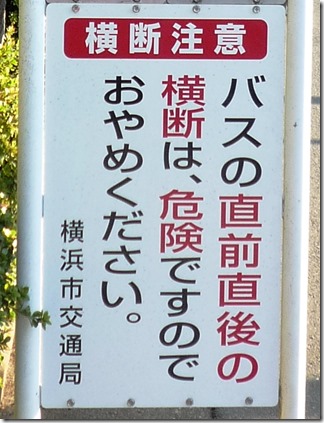 横断注意
バスの直前直後の
横断は、危険ですので
おやめください。
横浜市交通局